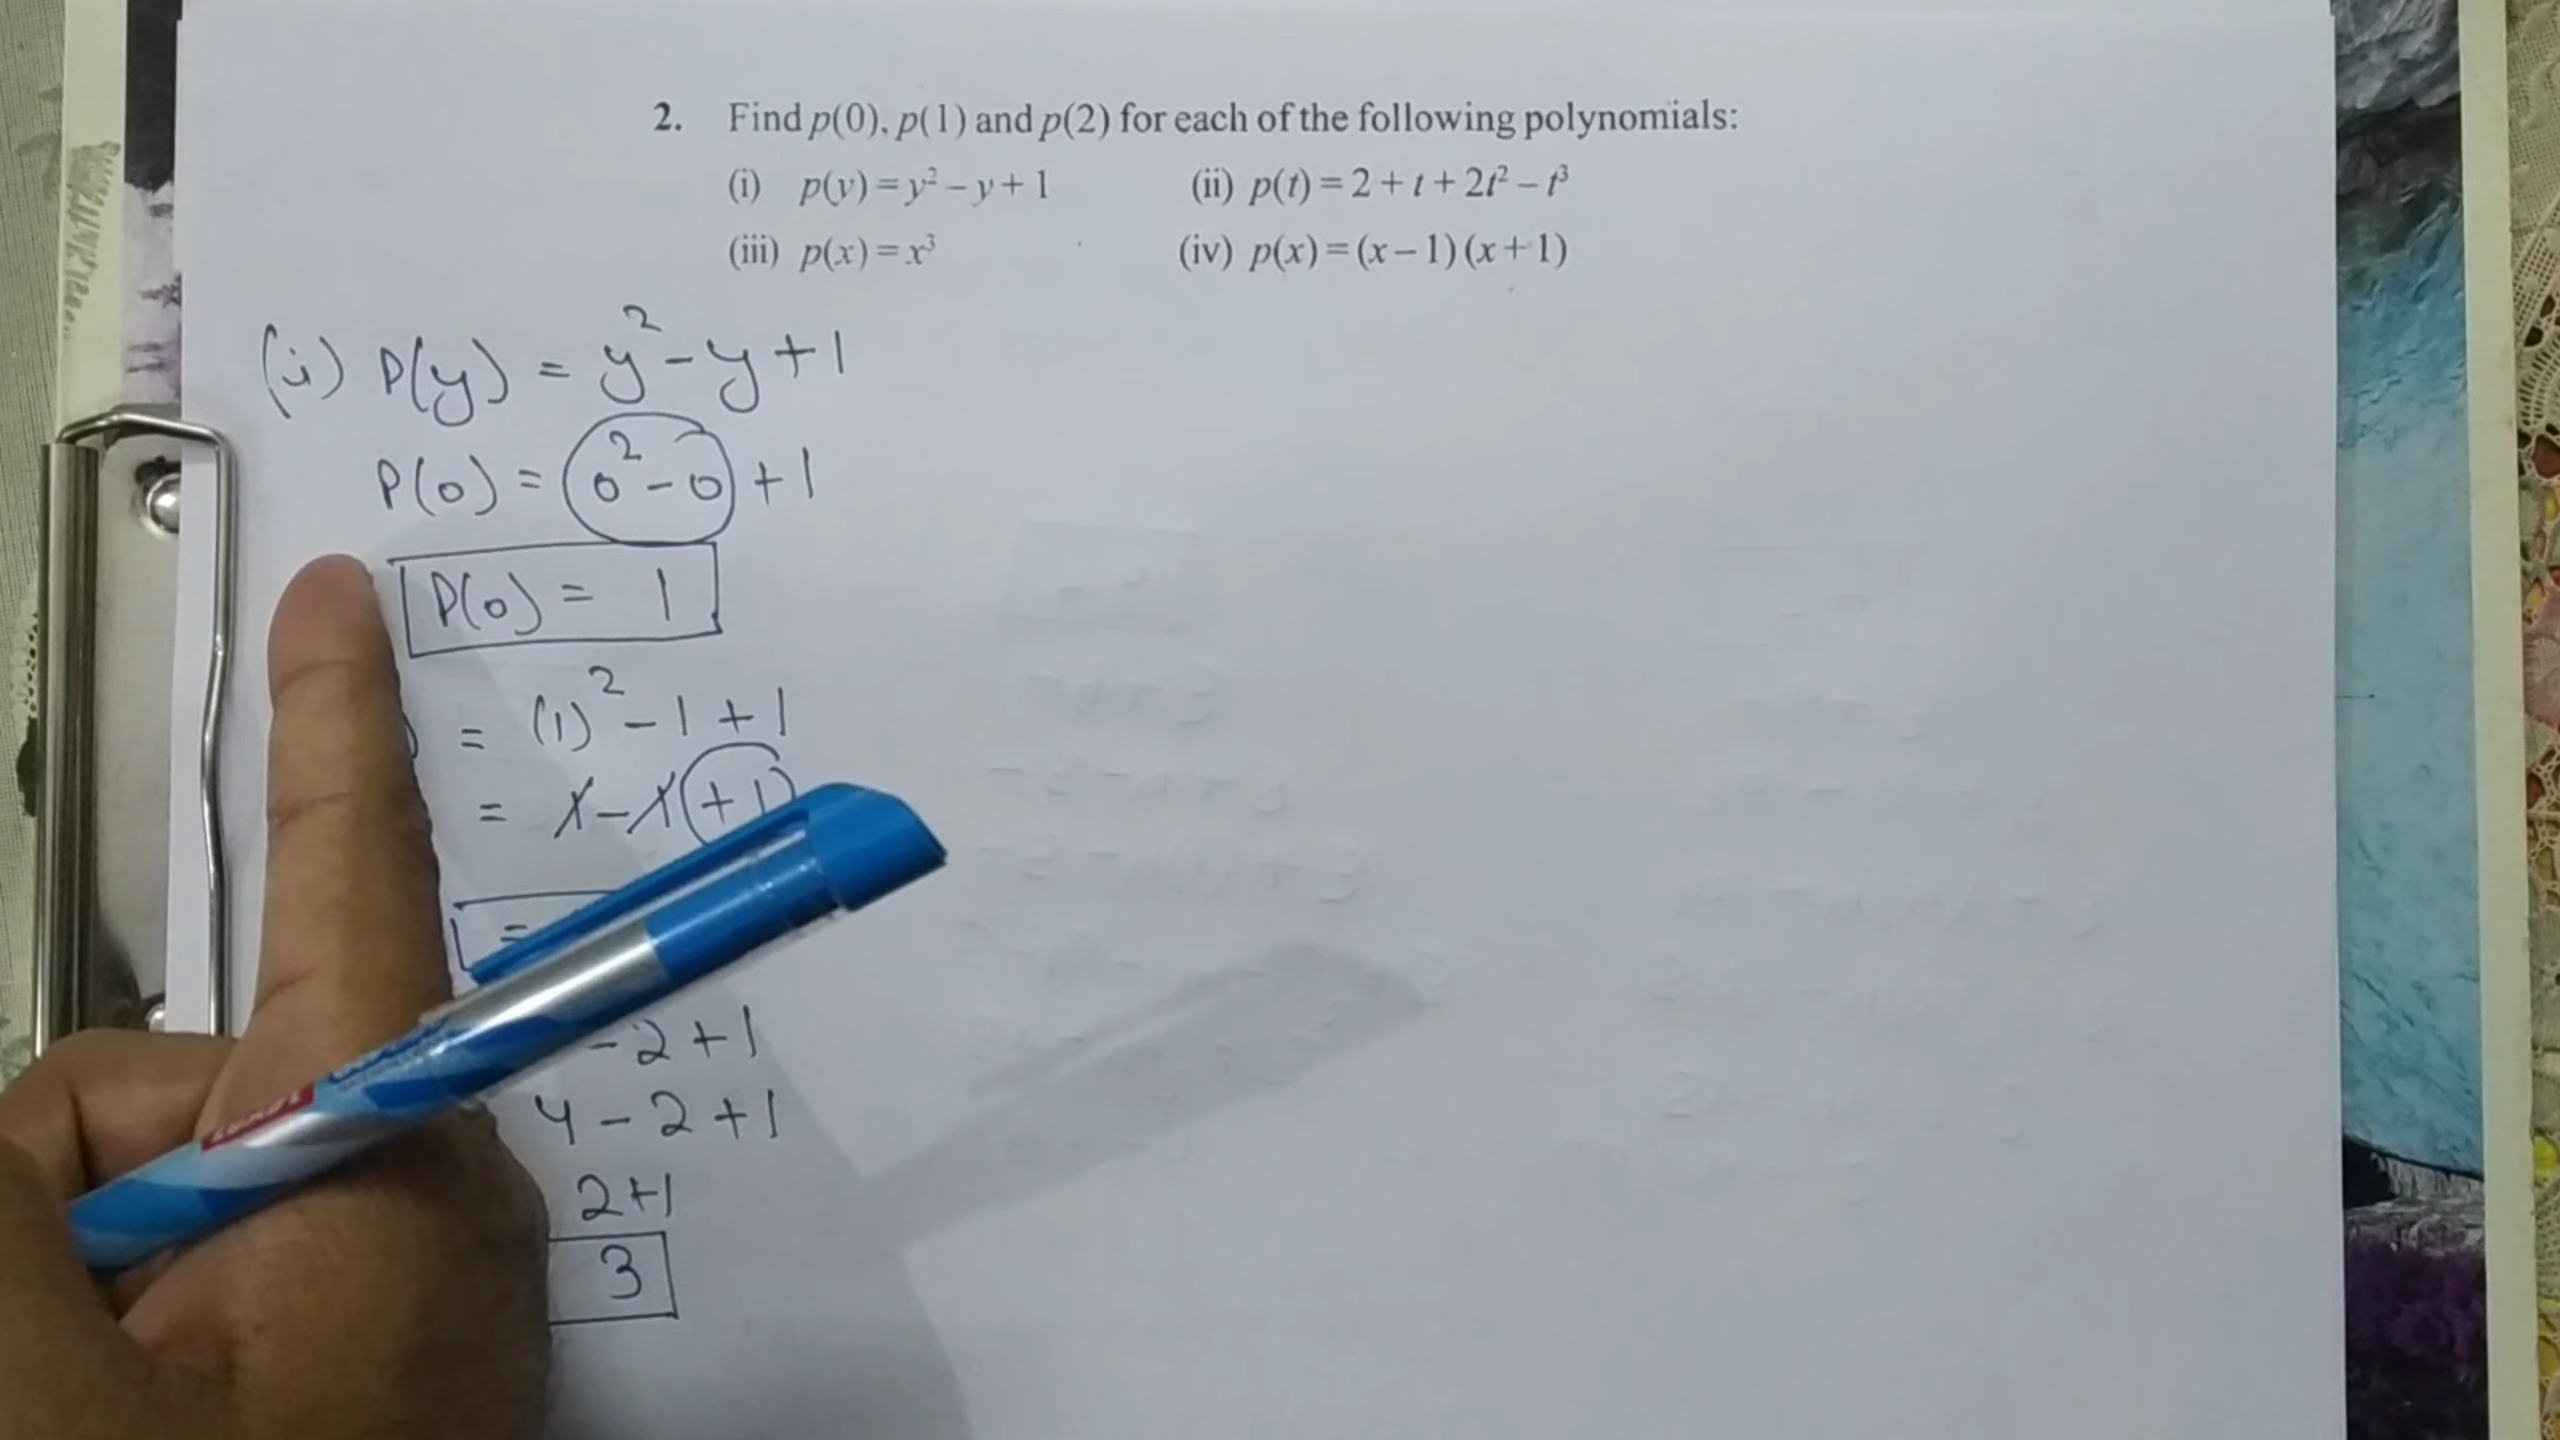 2. Find p(0), p(1) and p(2) for each of the following polynomials:
(i) p(y) = y² – y + 1 (ii) p(t) = 2 + t + 2t² – t³
(iii) p(x) = x³ (iv) p(x) = (x – 1) (x + 1)
(i) P(y) = y² - y + 1
P(0) = 0² - 0 + 1
P(0) = 1
) = (1)² - 1 + 1
= 1 - 1 + 1
=
- 2 + 1
4 - 2 + 1
2 + 1
3